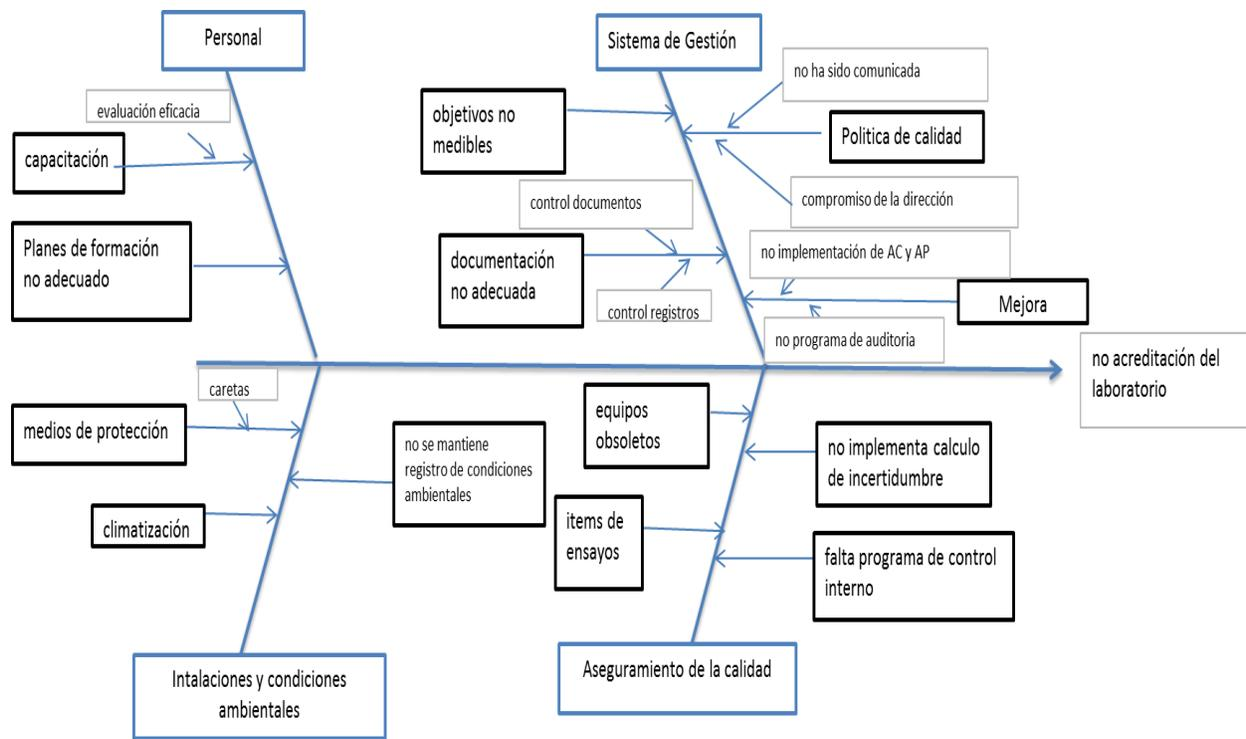 Personal
Sistema de Gestión
no ha sido comunicada
evaluación eficacia
objetivos no
medibles
Politica de calidad
capacitación
compromiso de la dirección
control documentos
Planes de formación
no adecuado
documentación
no adecuada
no implementación de AC y AP
control registros
Mejora
no programa de auditoria
no acreditación del
laboratorio
caretas
medios de protección
equipos
obsoletos
no se mantiene
registro de condiciones
ambientales
no implementa calculo
de incertidumbre
climatización
items de
ensayos
falta programa de control
interno
Intalaciones y condiciones
ambientales
Aseguramiento de la calidad